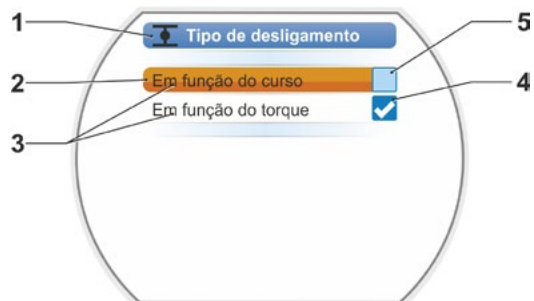 1
Tipo de desligamento
5
2
Em função do curso
4
Em função do torque
3